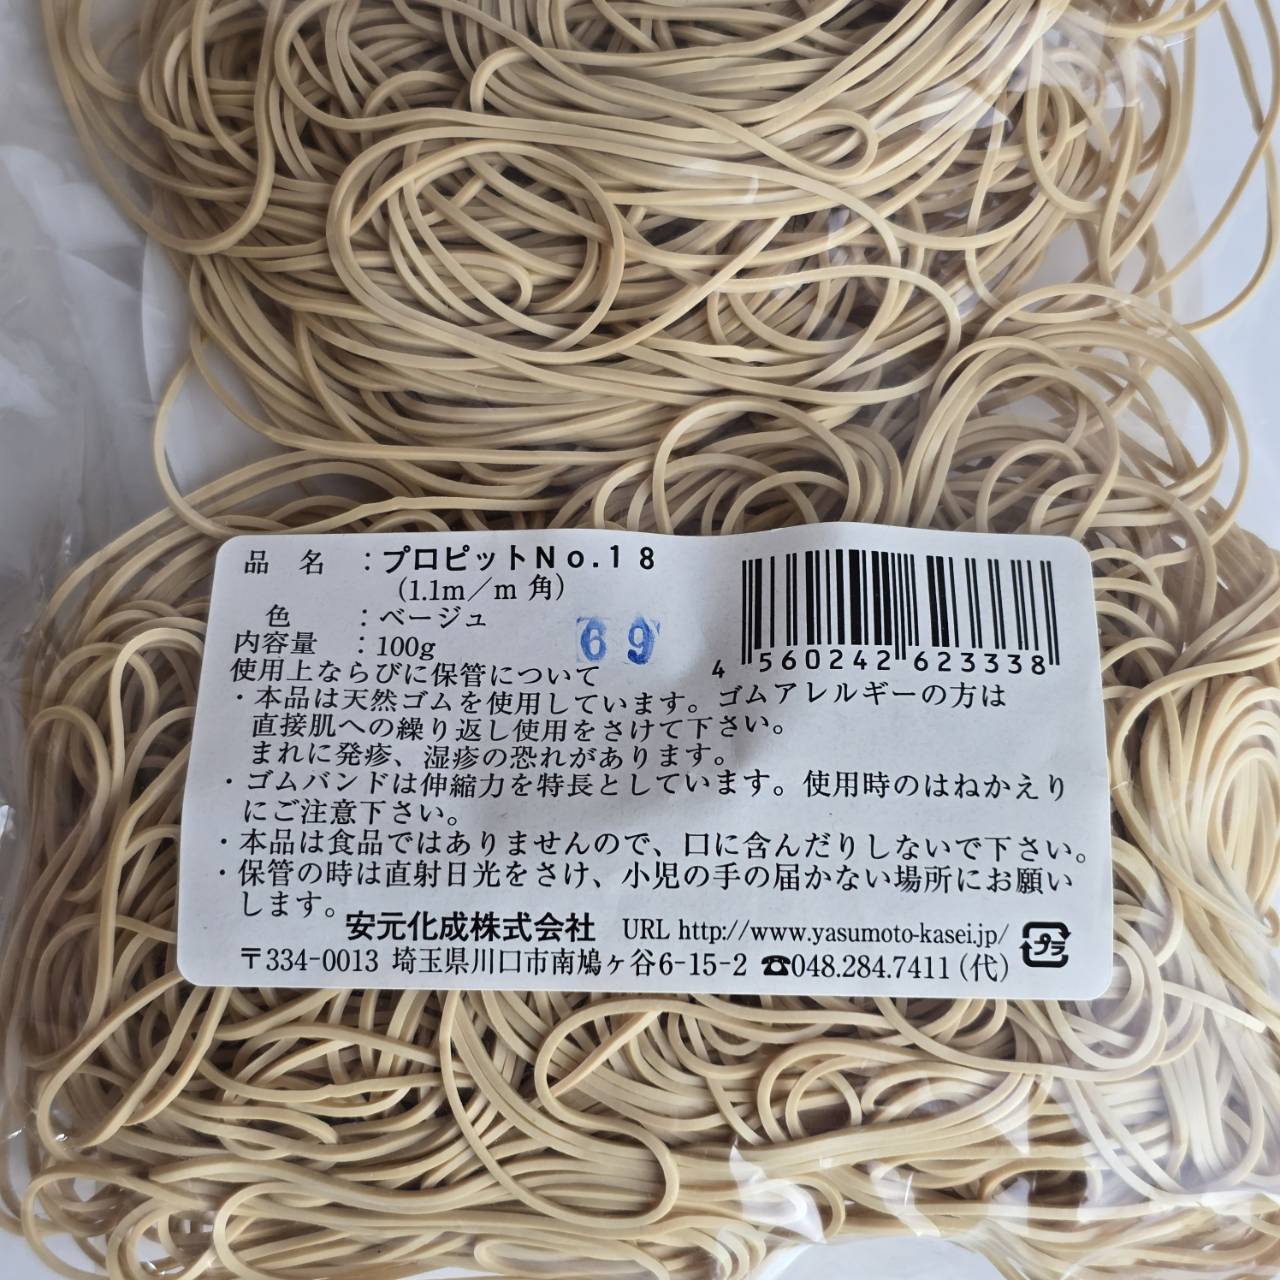 品 名 :プロピットNo.18
(1.1m/m 角)
色 :ベージュ
内容量 :100g
69
4 560242 623338
使用上ならびに保管について
・本品は天然ゴムを使用しています。ゴムアレルギーの方は
直接肌への繰り返し使用をさけて下さい。
まれに発疹、湿疹の恐れがあります。
・ゴムバンドは伸縮力を特長としています。使用時のはねかえり
にご注意下さい。
・本品は食品ではありませんので、口に含んだりしないで下さい。
・保管の時は直射日光をさけ、小児の手の届かない場所にお願い
します。
安元化成株式会社 URL http://www.yasumoto-kasei.jp/
プラ
〒334-0013 埼玉県川口市南鳩ヶ谷6-15-2 ☎048.284.7411(代)